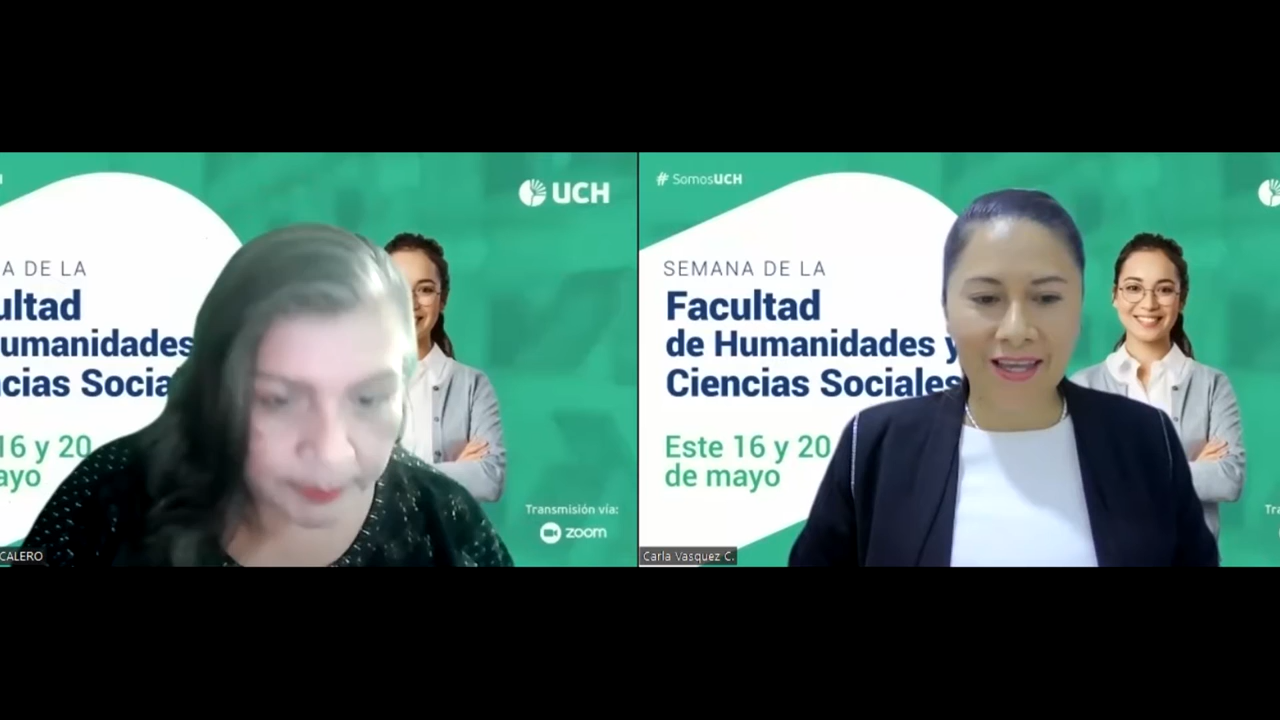 UCH
A DE LA
ultad
umanidades
ncias Socia
16 y 20
ayo
Transmisión vía:
zoom
CALERO
# SomosUCH
SEMANA DE LA
Facultad
de Humanidades y
Ciencias Sociales
Este 16 y 20
de mayo
Carla Vasquez C.